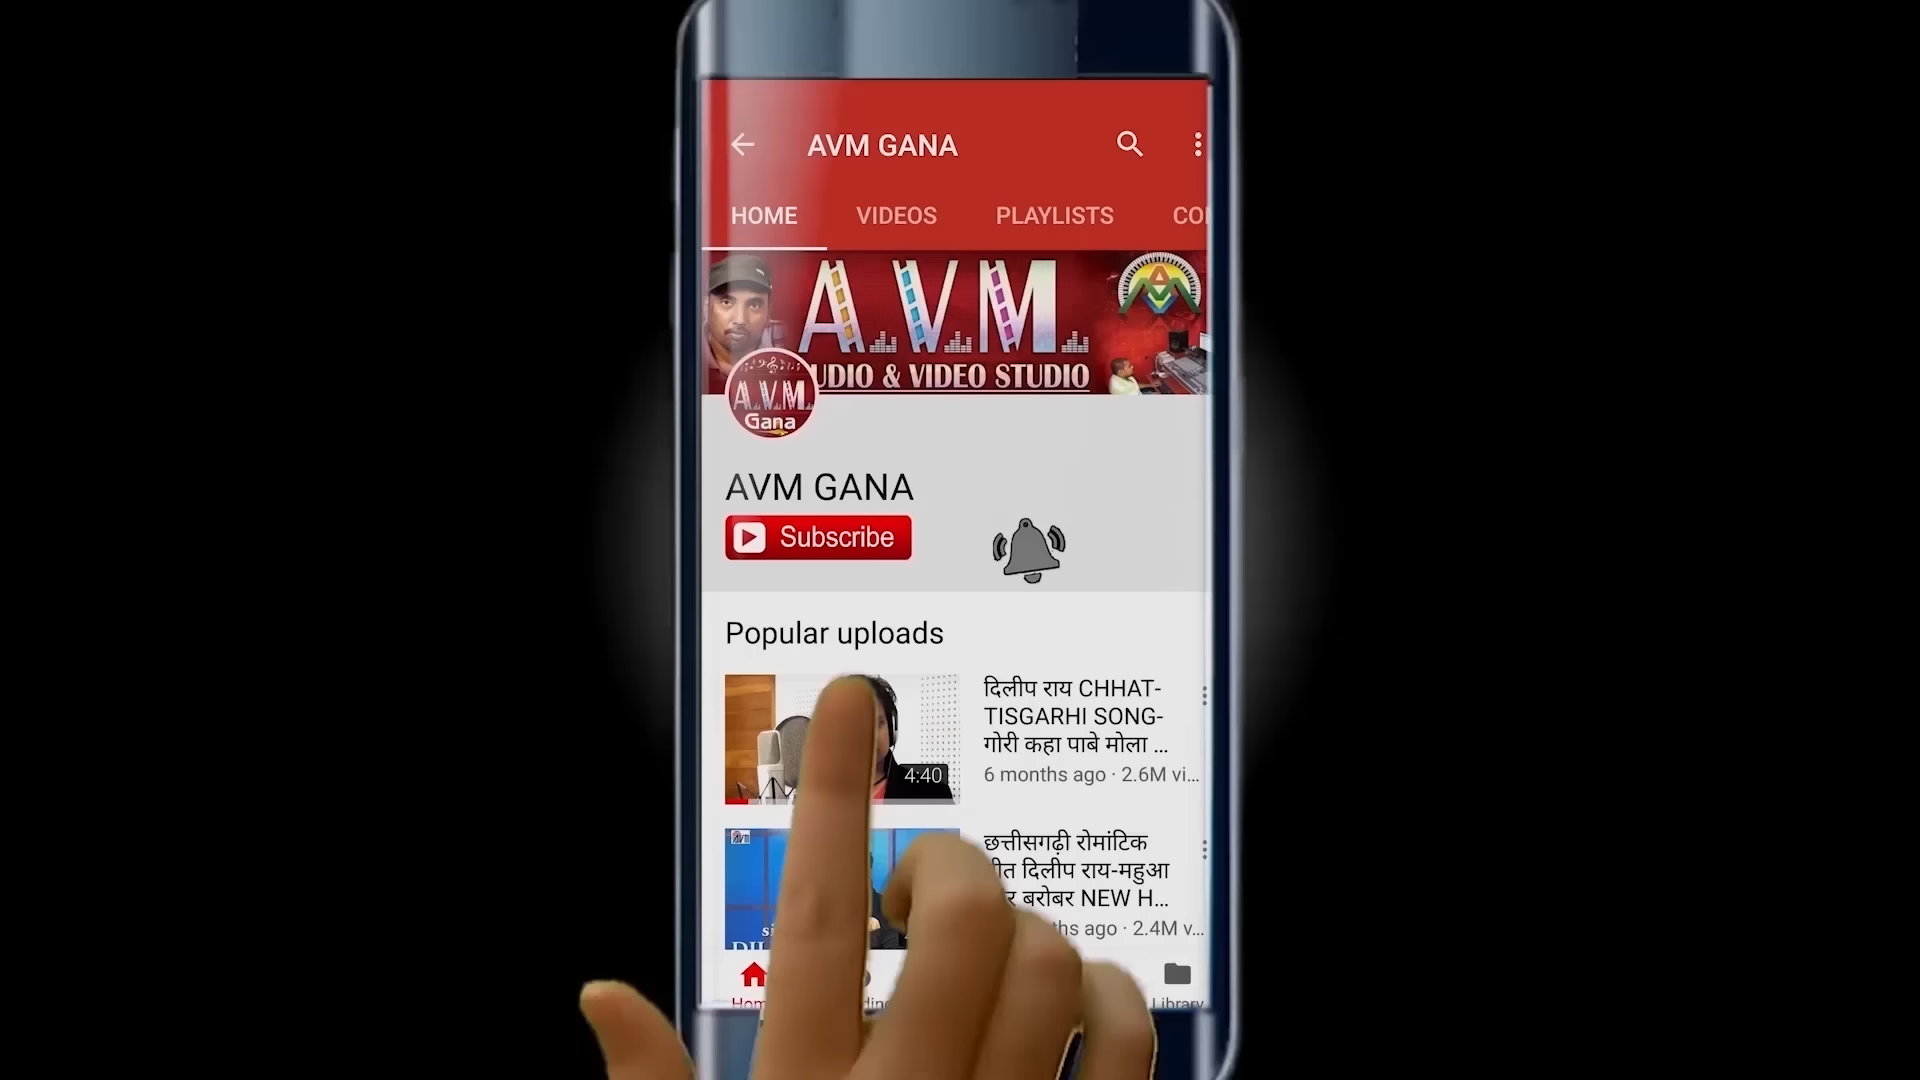 AVM GANA
HOME VIDEOS PLAYLISTS
A.V.M.
UDIO & VIDEO STUDIO
A.V.M.
Gana
AVM GANA
Subscribe
Popular uploads
4:40
दिलीप राय CHHAT-
TISGARHI SONG-
गोरी कहा पाबे मोला ...
6 months ago · 2.6M vi...
छत्तीसगढ़ी रोमांटिक
दिलीप राय-महुआ
बरोबर NEW H...
ago · 2.4M v...
Library